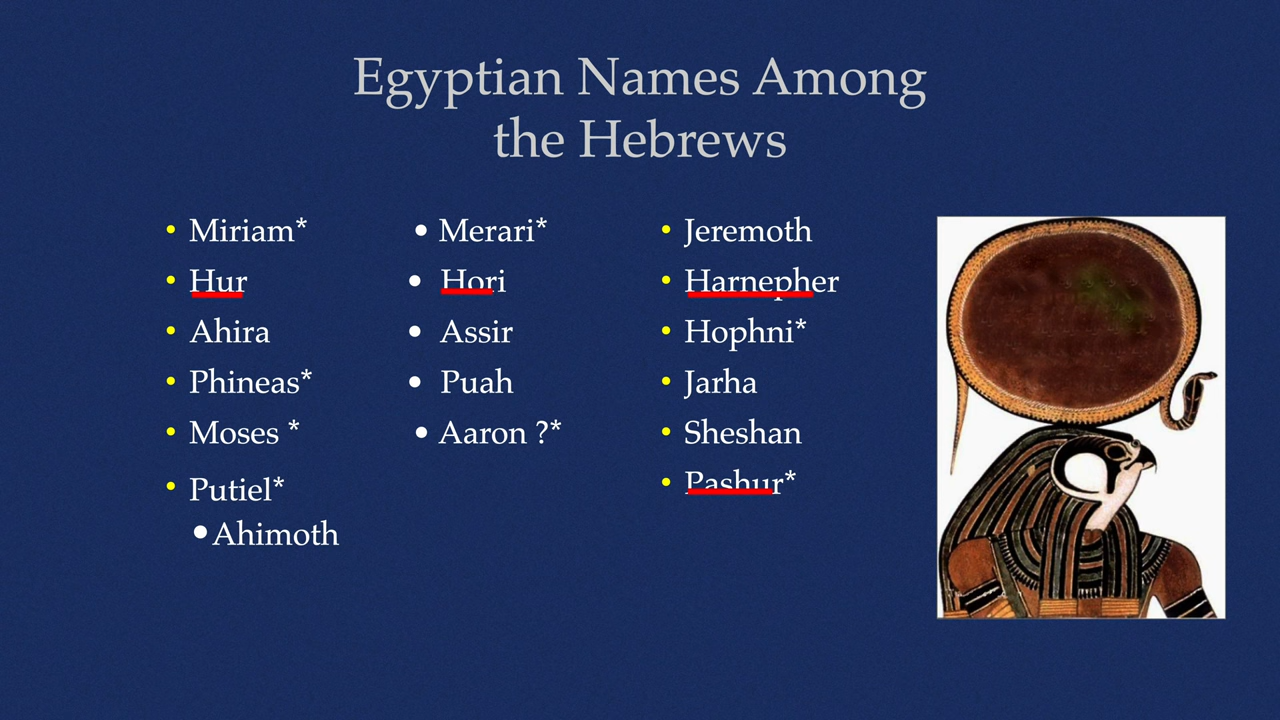 Egyptian Names Among
the Hebrews
• Miriam*
• Hur
• Ahira
• Phineas*
• Moses *
• Putiel*
• Ahimoth
• Merari*
• Hori
• Assir
• Puah
• Aaron ?*
• Jeremoth
• Harnepher
• Hophni*
• Jarha
• Sheshan
• Pashur*